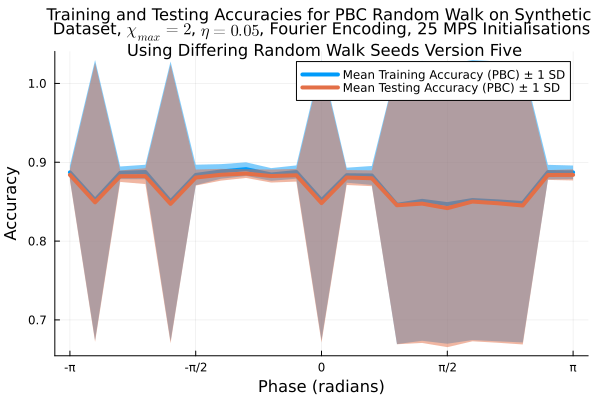 Training and Testing Accuracies for PBC Random Walk on Synthetic
Dataset, χmax = 2, η = 0.05, Fourier Encoding, 25 MPS Initialisations
Using Differing Random Walk Seeds Version Five
Mean Training Accuracy (PBC) ± 1 SD
Mean Testing Accuracy (PBC) ± 1 SD
Accuracy
1.0
0.9
0.8
0.7
-π
-π/2
0
π/2
π
Phase (radians)